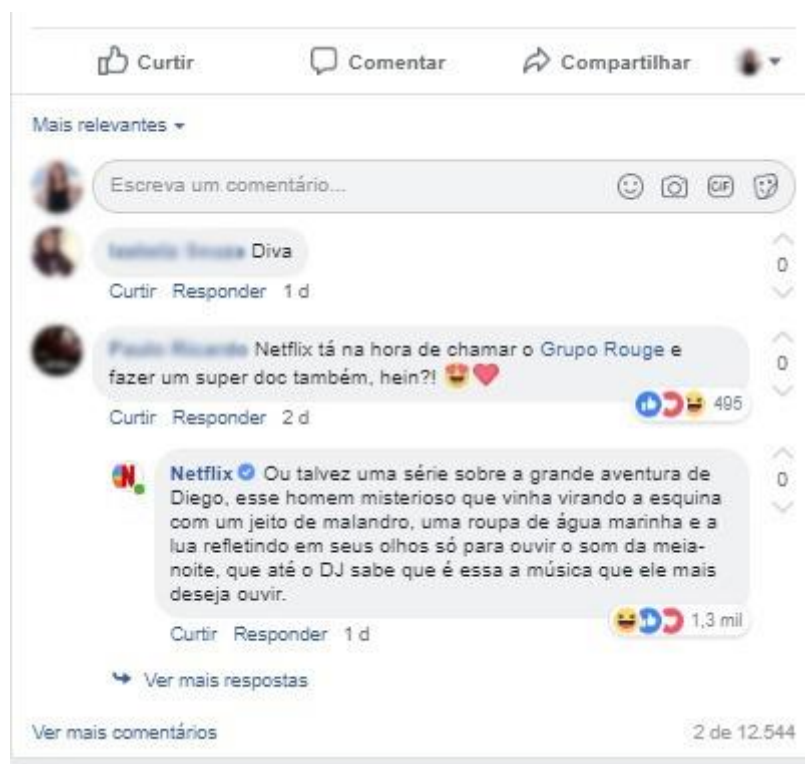 Curtir Comentar Compartilhar
Mais relevantes
Escreva um comentário... GIF
Diva
0
Curtir Responder 1 d
Netflix tá na hora de chamar o Grupo Rouge e
fazer um super doc também, hein?!
0
495
Curtir Responder 2 d
N
Netflix Ou talvez uma série sobre a grande aventura de
Diego, esse homem misterioso que vinha virando a esquina
com um jeito de malandro, uma roupa de água marinha e a
lua refletindo em seus olhos só para ouvir o som da meia-
noite, que até o DJ sabe que é essa a música que ele mais
deseja ouvir.
0
1,3 mil
Curtir Responder 1 d
Ver mais respostas
Ver mais comentários 2 de 12.544